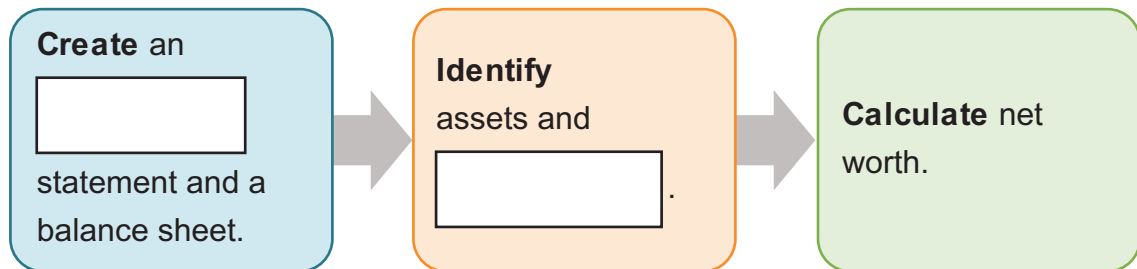 Create an
statement and a
balance sheet.
Identify
assets and
.
Calculate net
worth.